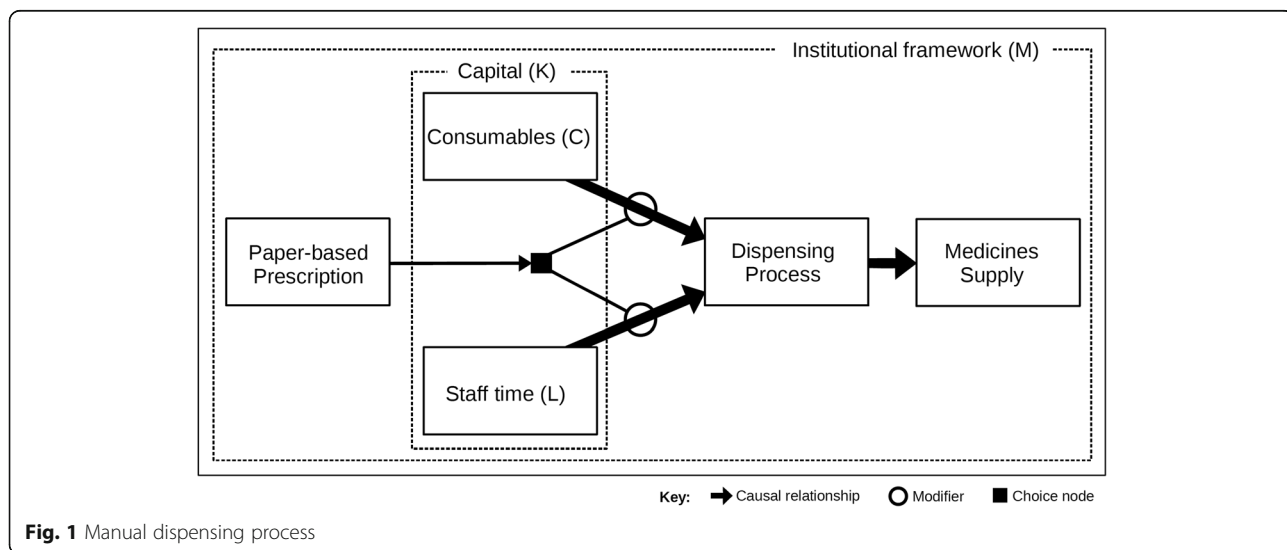 Institutional framework (M)
Capital (K)
Consumables (C)
Paper-based
Prescription
Dispensing
Process
Medicines
Supply
Staff time (L)
Key: Causal relationship Modifier Choice node
Fig. 1 Manual dispensing process